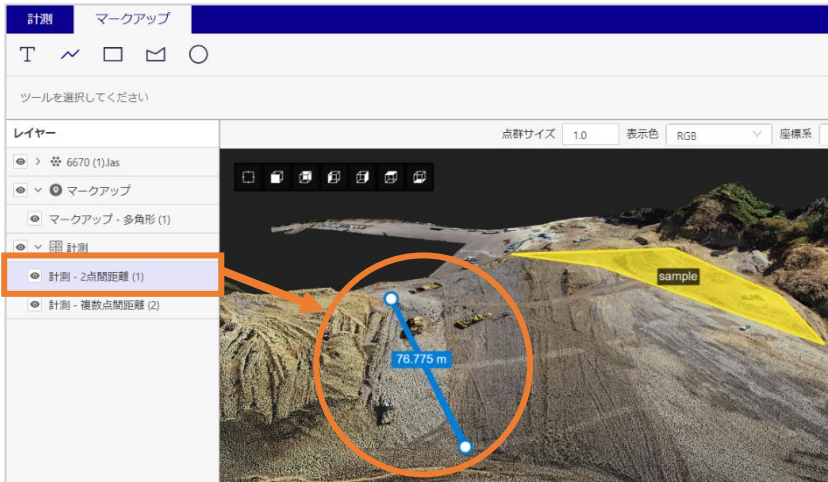 計測 マークアップ
T
ツールを選択してください
レイヤー
点群サイズ 1.0 表示色 RGB 座標系
6670 (1).las
マークアップ
マークアップ - 多角形 (1)
計測
計測 - 2点間距離 (1)
計測 - 複数点間距離 (2)
sample
76.775 m